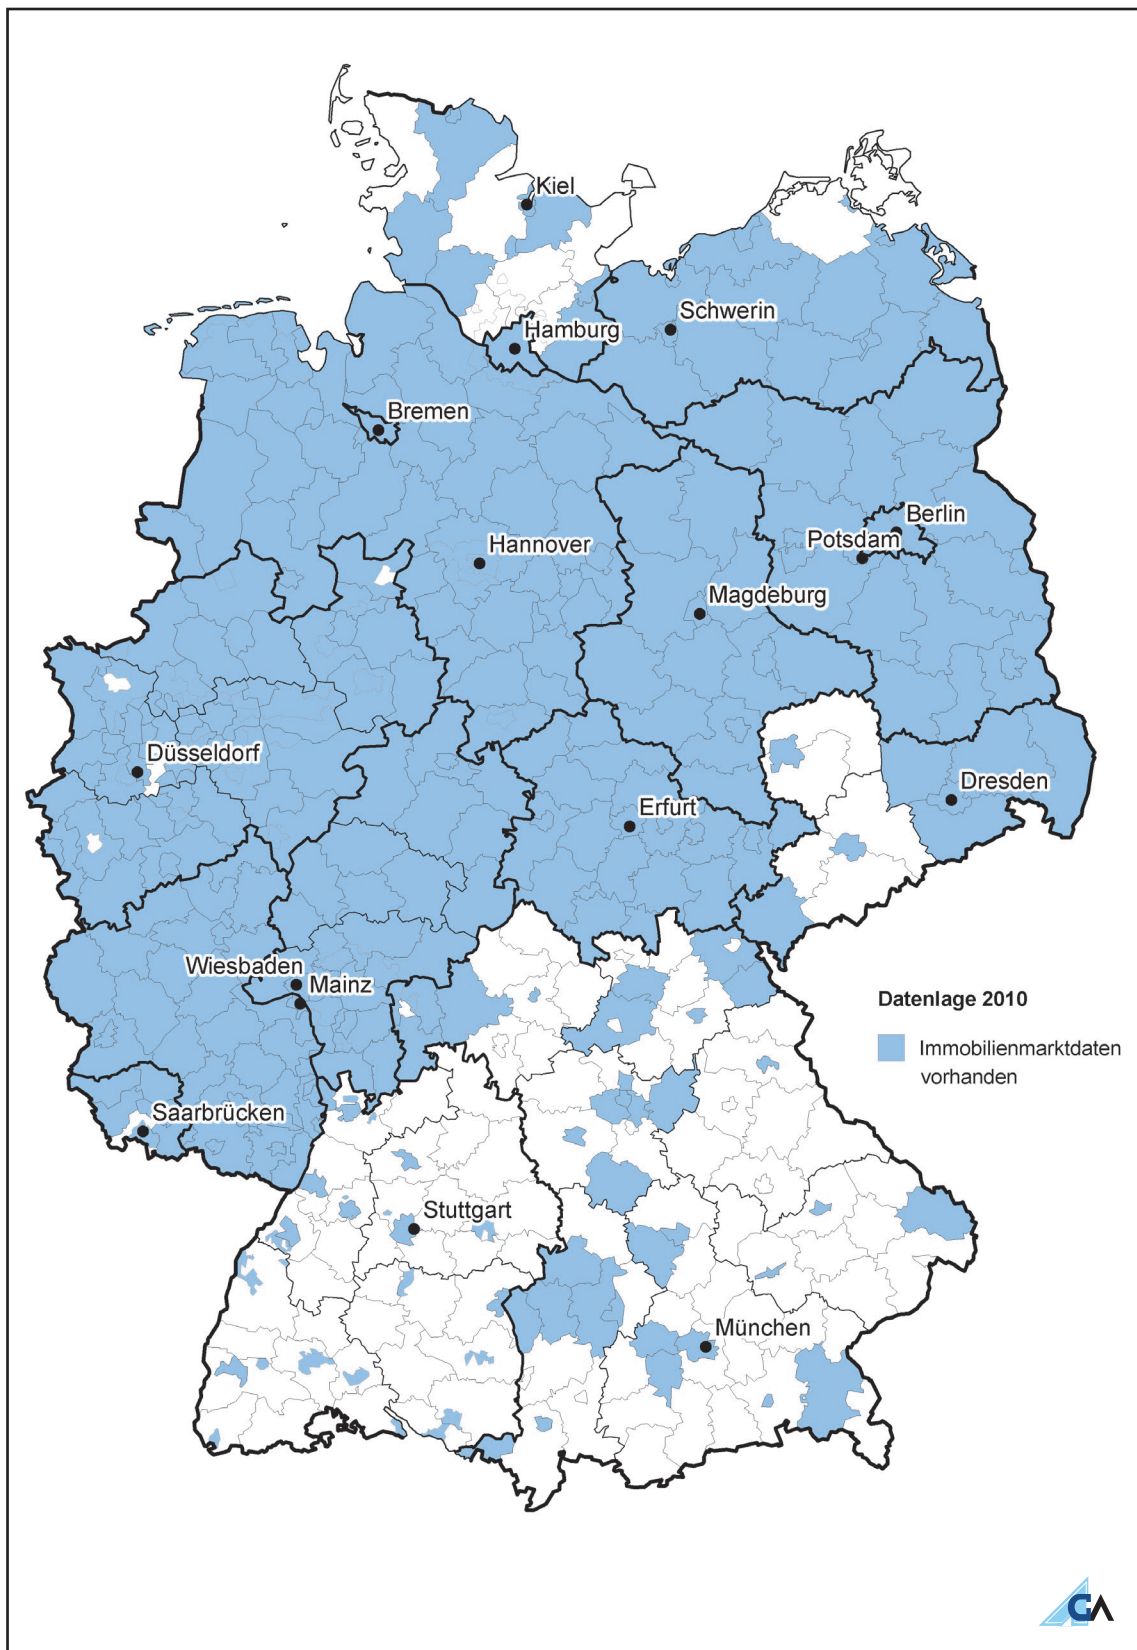 Kiel
Schwerin
Hamburg
Bremen
Berlin
Potsdam
Hannover
Magdeburg
Düsseldorf
Dresden
Erfurt
Wiesbaden
Mainz
Datenlage 2010
Immobilienmarktdaten
vorhanden
Saarbrücken
Stuttgart
München
GA